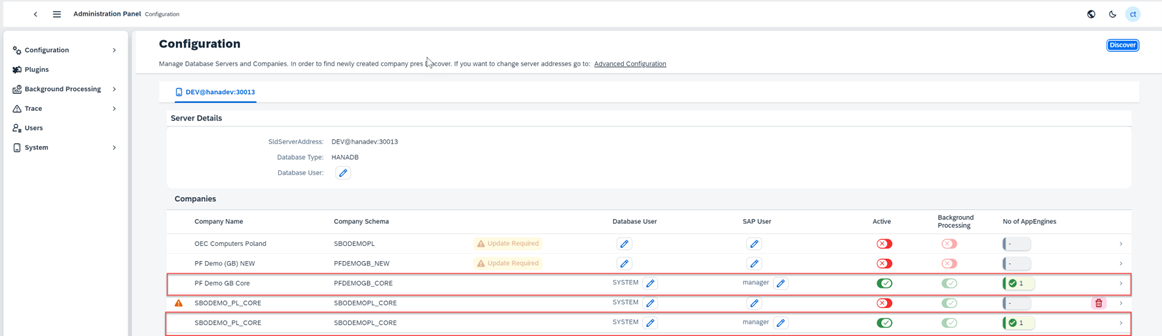 Administration Panel Configuration
ct
Configuration
Plugins
Background Processing
Trace
Users
System
Configuration
Discover
Manage Database Servers and Companies. In order to find newly created company pres cover. If you want to change server addresses go to: Advanced Configuration
DEV@hanadev:30013
Server Details
SldServerAddress: DEV@hanadev:30013
Database Type: HANADB
Database User:
Companies
Company Name Company Schema Database User SAP User Active Background Processing No of AppEngines
OEC Computers Poland SBODEMOPL Update Required -
PF Demo (GB) NEW PFDEMOGB_NEW Update Required -
PF Demo GB Core PFDEMOGB_CORE SYSTEM manager 1
SBODEMO_PL_CORE SBODEMOPL_CORE SYSTEM -
SBODEMO_PL_CORE SBODEMOPL_CORE SYSTEM manager 1